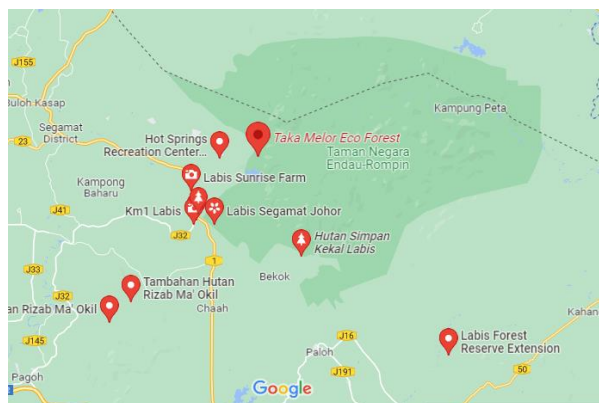 J155
Buloh Kasap
23
Segamat
District
Hot Springs
Recreation Center...
Taka Melor Eco Forest
Taman Negara
Endau-Rompin
Kampung Peta
Kampong
Baharu
Labis Sunrise Farm
J41
Km1 Labis
Labis Segamat Johor
J32
Hutan Simpan
Kekal Labis
1
J33
Bekok
J32
Tambahan Hutan
Rizab Ma' Okil
an Rizab Ma' Okil
Chaah
Kahang
J145
J16
Paloh
Labis Forest
Reserve Extension
Pagoh
J191
50
Google